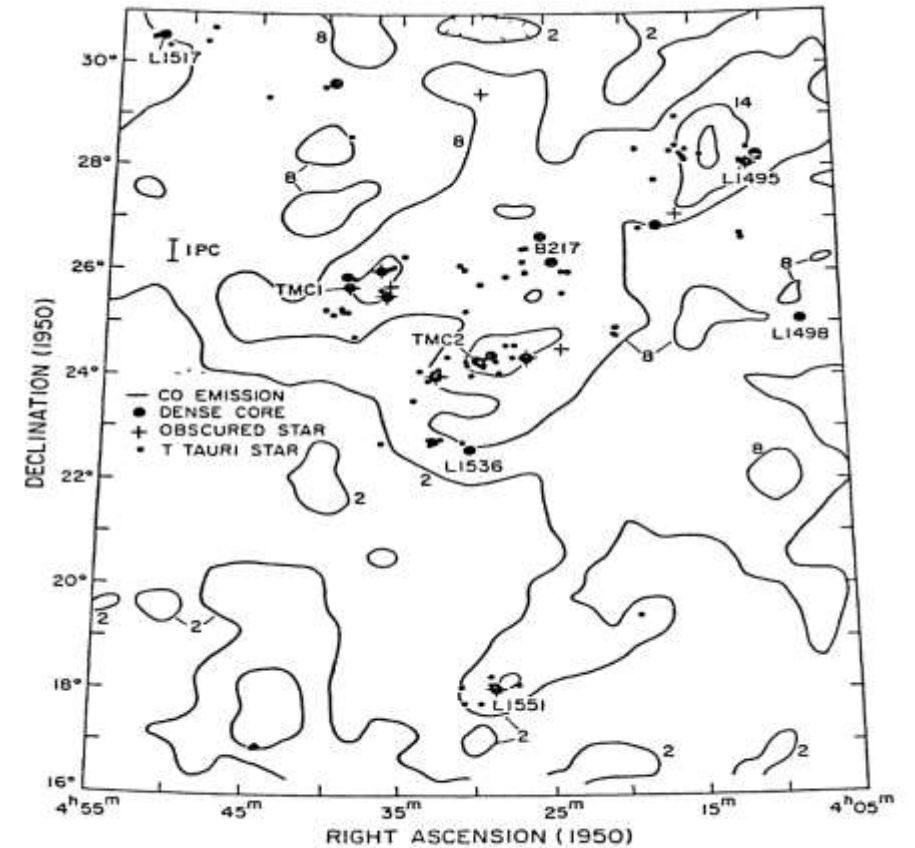 8
2
2
30°
L1517
14
8
28°
L1495
8
1PC
B217
26°
8
TMC1
L1498
TMC2
8
24°
— CO EMISSION
● DENSE CORE
+ OBSCURED STAR
• T TAURI STAR
L1536
8
22°
2
2
20°
2
2
18°
L1551
2
2
2
16°
4ʰ55ᵐ
45ᵐ
35ᵐ
25ᵐ
15ᵐ
4ʰ05ᵐ
DECLINATION (1950)
RIGHT ASCENSION (1950)